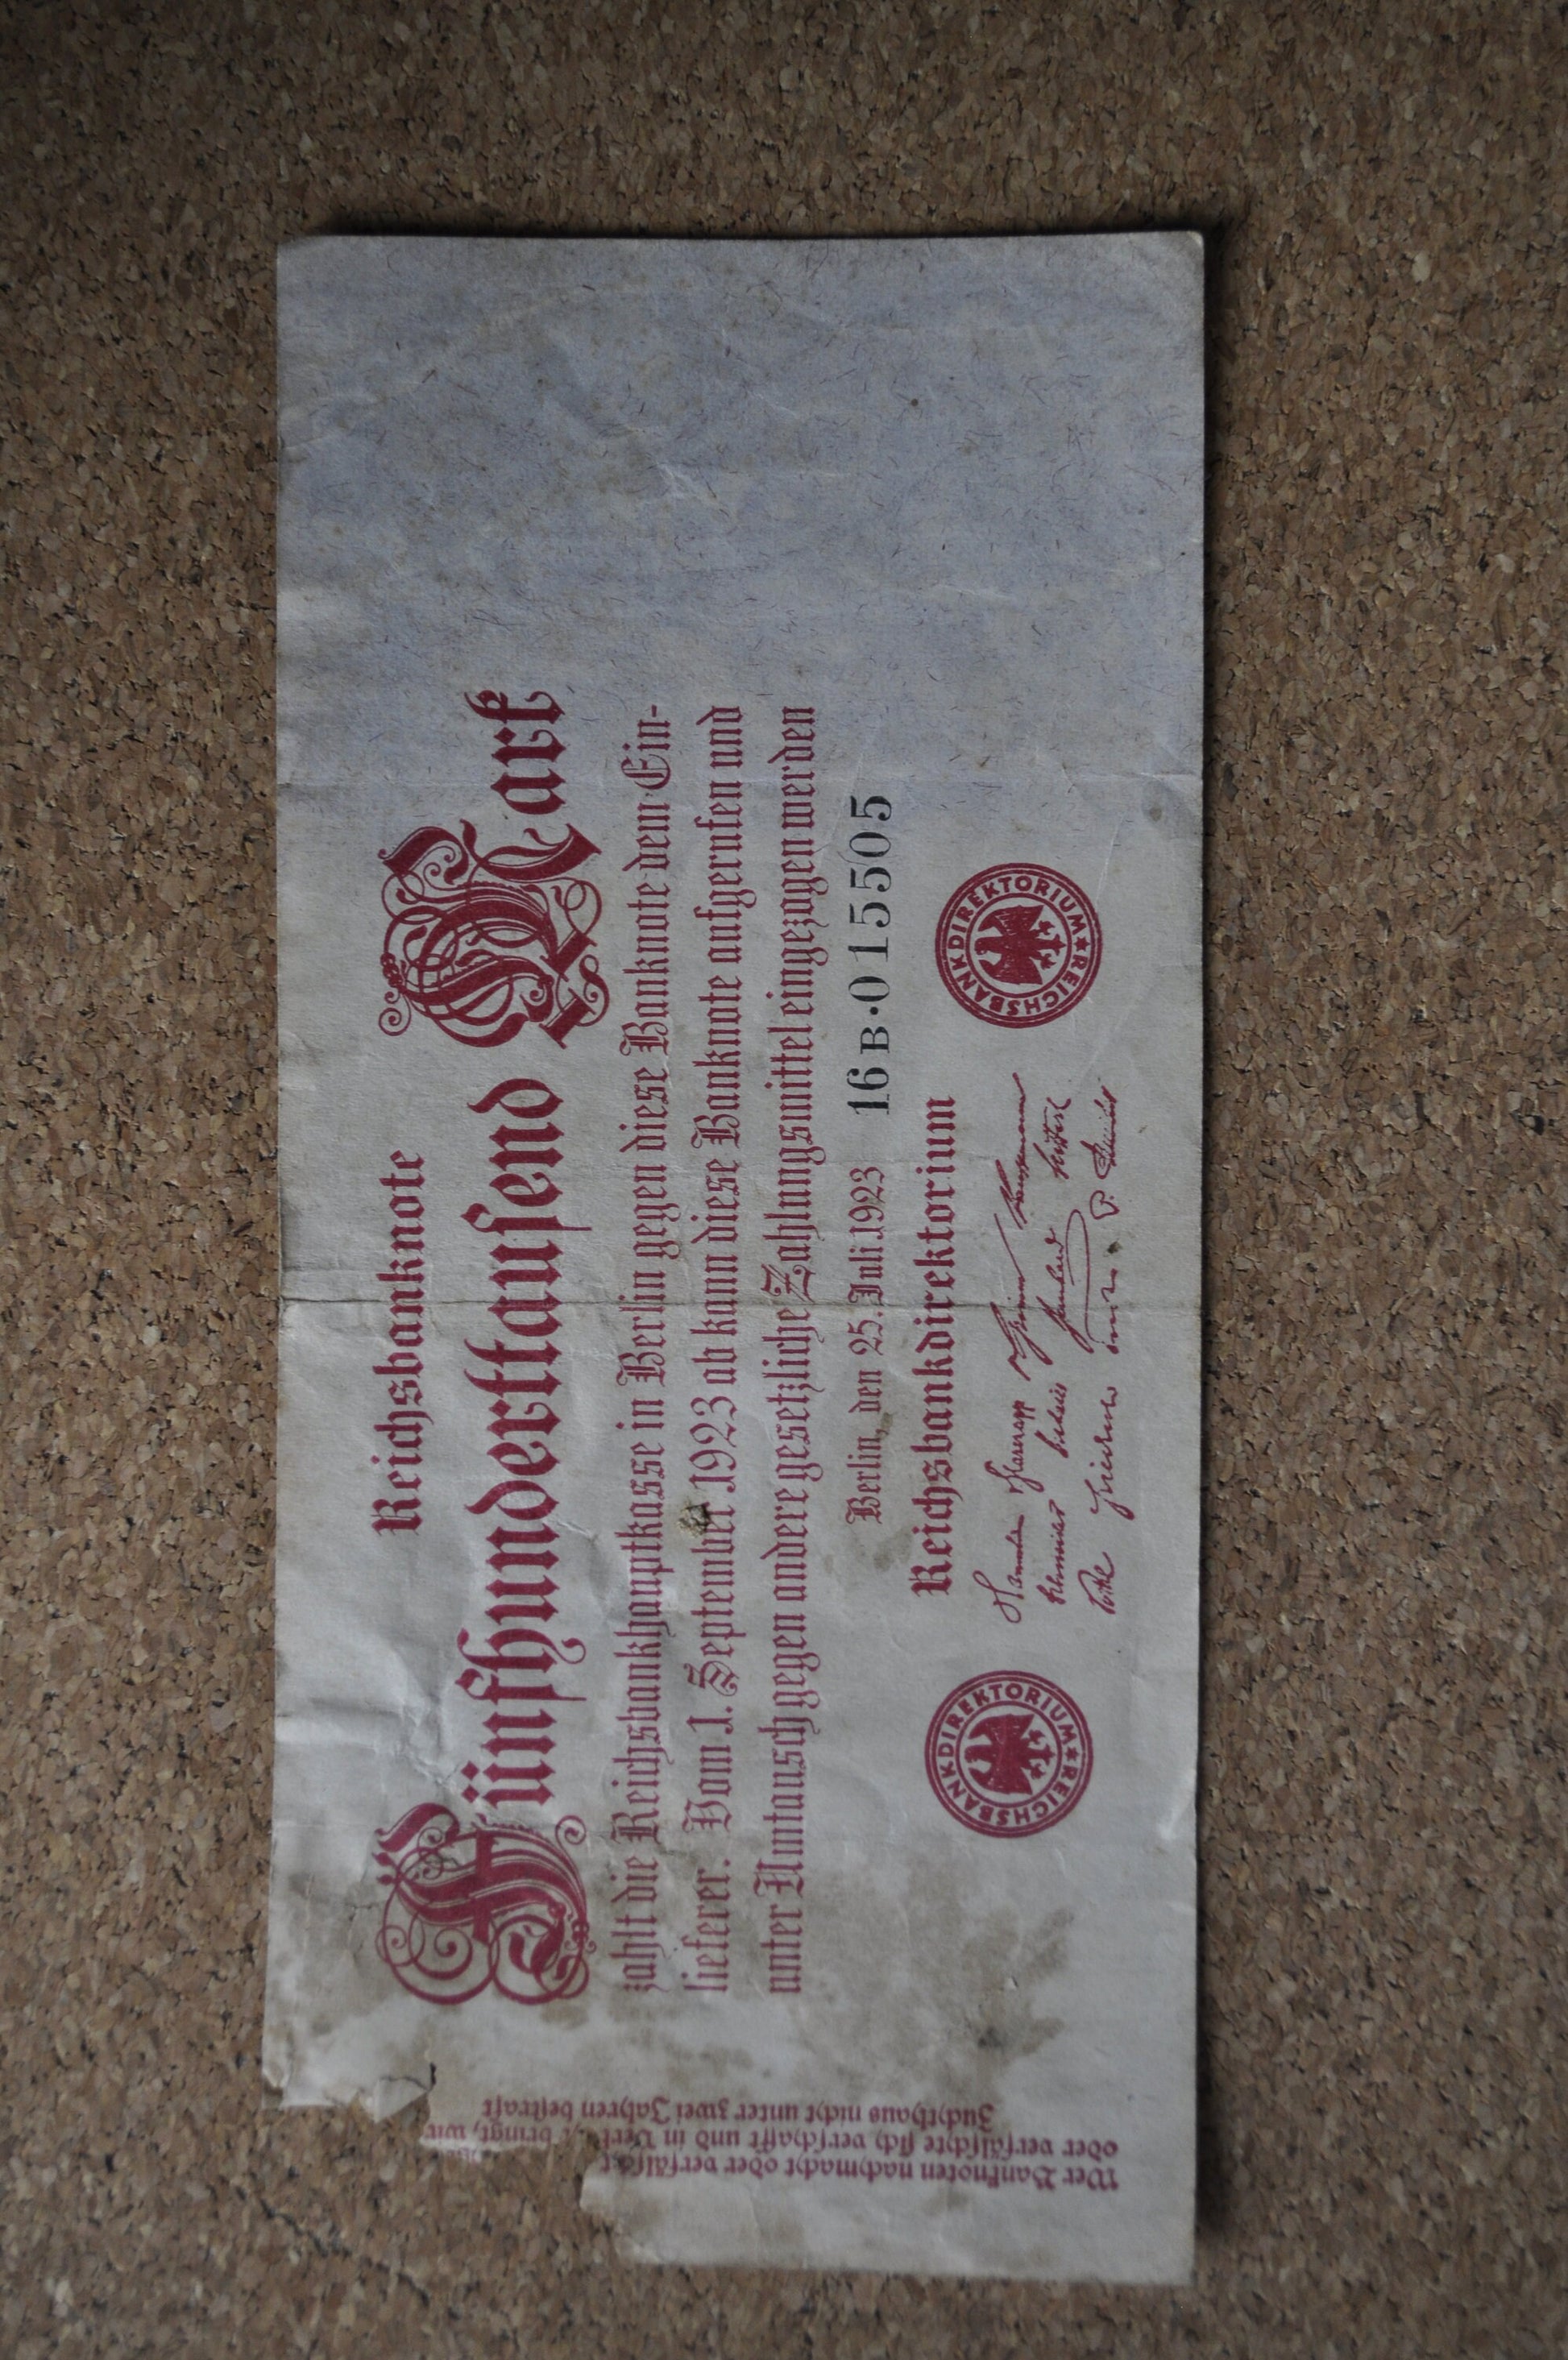 Reichsbanknote
Fünfhunderttausend Mark
zahlt die Reichsbankhauptkasse in Berlin gegen diese Banknote dem Ein-
lieferer. Vom 1. September 1923 ab kann diese Banknote aufgerufen und
unter Umtausch gegen andere gesetzliche Zahlungsmittel eingezogen werden
Berlin, den 25. Juli 1923
16B·015505
Reichsbankdirektorium
REICHSBANKDIREKTORIUM
REICHSBANKDIREKTORIUM
Wer Banknoten nachmacht oder verfälscht
oder verfälschte sich verschafft und in bringt, wird
Zuchthaus nicht unter zwei Jahren bestraft